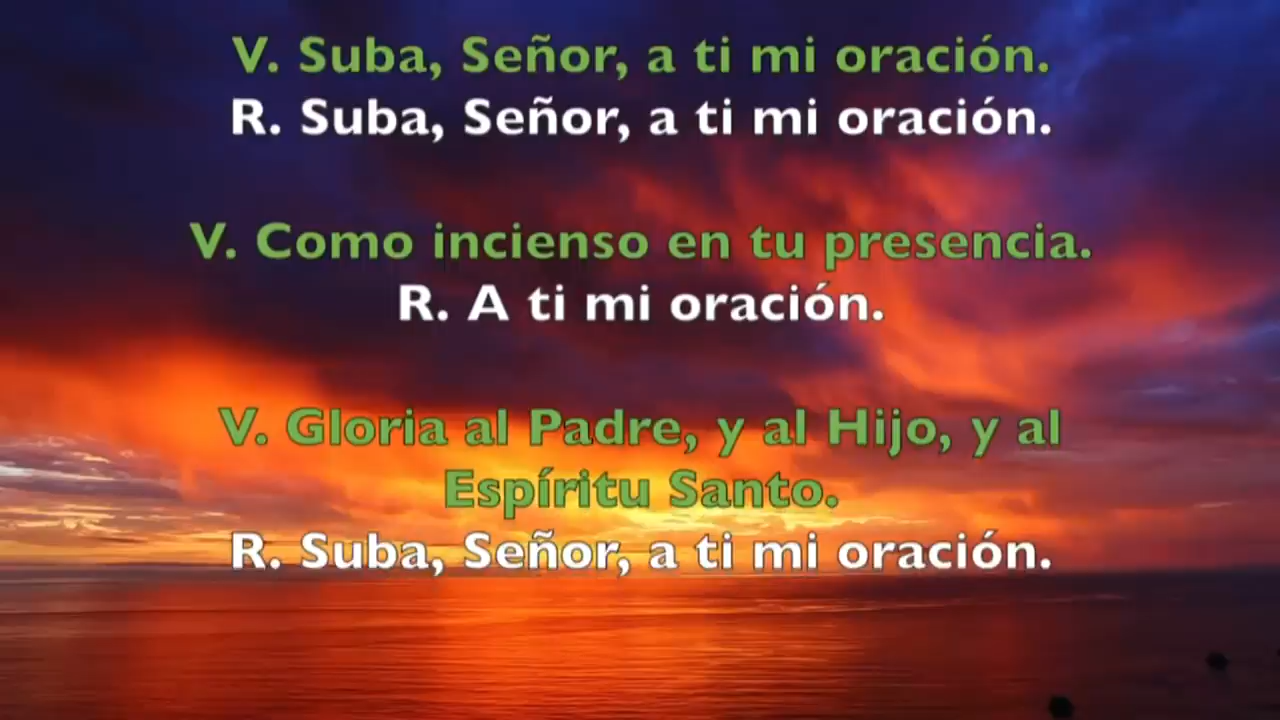 V. Suba, Señor, a ti mi oración.
R. Suba, Señor, a ti mi oración.
V. Como incienso en tu presencia.
R. A ti mi oración.
V. Gloria al Padre, y al Hijo, y al
Espíritu Santo.
R. Suba, Señor, a ti mi oración.